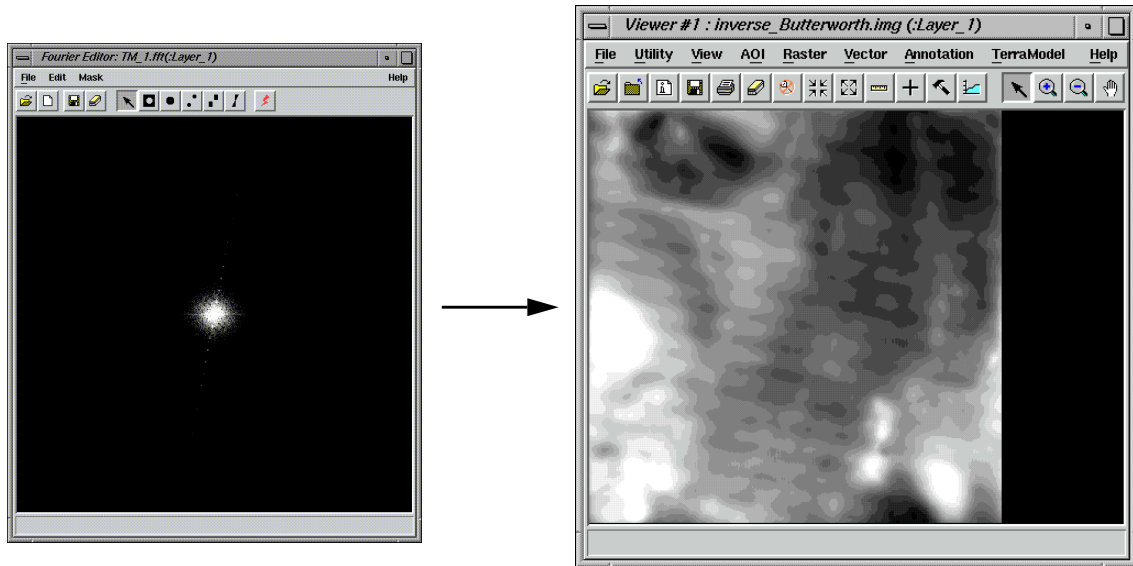 Fourier Editor: TM_1.fft(:Layer_1)
File Edit Mask Help
Viewer #1 : inverse_Butterworth.img (:Layer_1)
File Utility View AOI Raster Vector Annotation TerraModel Help